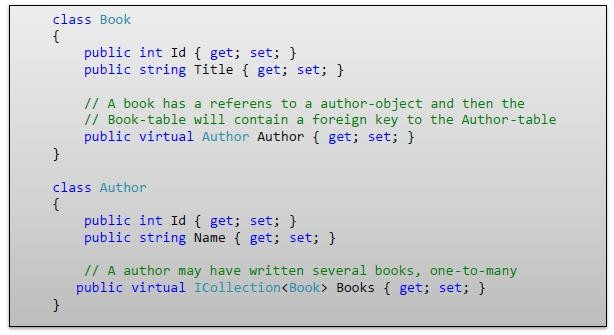 class Book
{
    public int Id { get; set; }
    public string Title { get; set; }

    // A book has a referens to a author-object and then the
    // Book-table will contain a foreign key to the Author-table
    public virtual Author Author { get; set; }
}

class Author
{
    public int Id { get; set; }
    public string Name { get; set; }

    // A author may have written several books, one-to-many
   public virtual ICollection<Book> Books { get; set; }
}